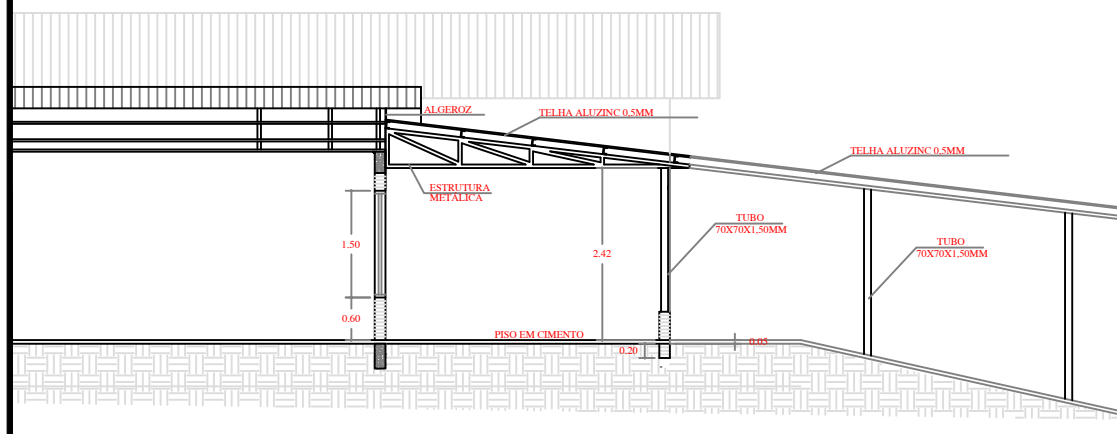 ALGEROZ
TELHA ALUZINC 0,5MM
TELHA ALUZINC 0,5MM
ESTRUTURA
METALICA
TUBO
70X70X1,50MM
TUBO
70X70X1,50MM
1.50
2.42
0.60
PISO EM CIMENTO
0.05
0.20